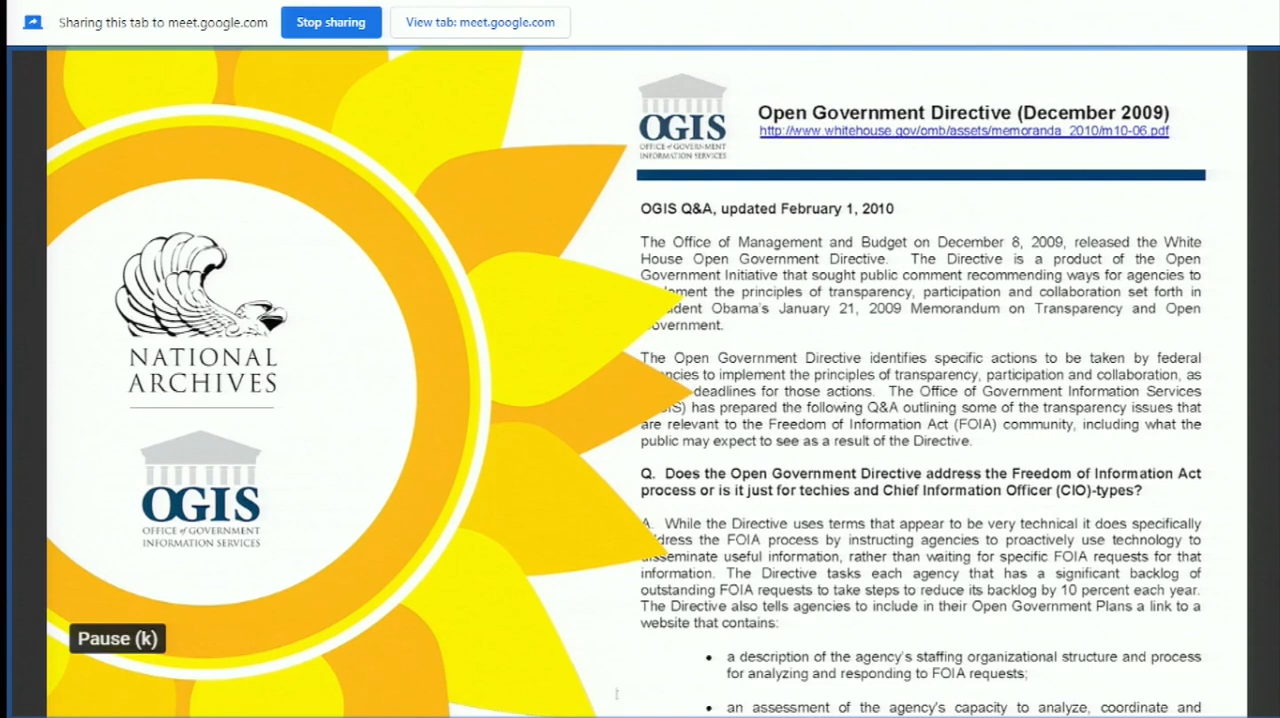 Sharing this tab to meet.google.com
Stop sharing
View tab: meet.google.com
NATIONAL
ARCHIVES
OGIS
OFFICE of GOVERNMENT
INFORMATION SERVICES
Pause (k)
OGIS
OFFICE of GOVERNMENT
INFORMATION SERVICES
Open Government Directive (December 2009)
http://www.whitehouse.gov/omb/assets/memoranda_2010/m10-06.pdf
OGIS Q&A, updated February 1, 2010
The Office of Management and Budget on December 8, 2009, released the White
House Open Government Directive. The Directive is a product of the Open
Government Initiative that sought public comment recommending ways for agencies to
the principles of transparency, participation and collaboration set forth in
Obama's January 21, 2009 Memorandum on Transparency and Open
The Open Government Directive identifies specific actions to be taken by federal
to implement the principles of transparency, participation and collaboration, as
deadlines for those actions. The Office of Government Information Services
has prepared the following Q&A outlining some of the transparency issues that
are relevant to the Freedom of Information Act (FOIA) community, including what the
public may expect to see as a result of the Directive.
Q. Does the Open Government Directive address the Freedom of Information Act
process or is it just for techies and Chief Information Officer (CIO)-types?
A. While the Directive uses terms that appear to be very technical it does specifically
address the FOIA process by instructing agencies to proactively use technology to
disseminate useful information, rather than waiting for specific FOIA requests for that
information. The Directive tasks each agency that has a significant backlog of
outstanding FOIA requests to take steps to reduce its backlog by 10 percent each year.
The Directive also tells agencies to include in their Open Government Plans a link to a
website that contains:
• a description of the agency's staffing organizational structure and process
for analyzing and responding to FOIA requests;
• an assessment of the agency's capacity to analyze, coordinate and